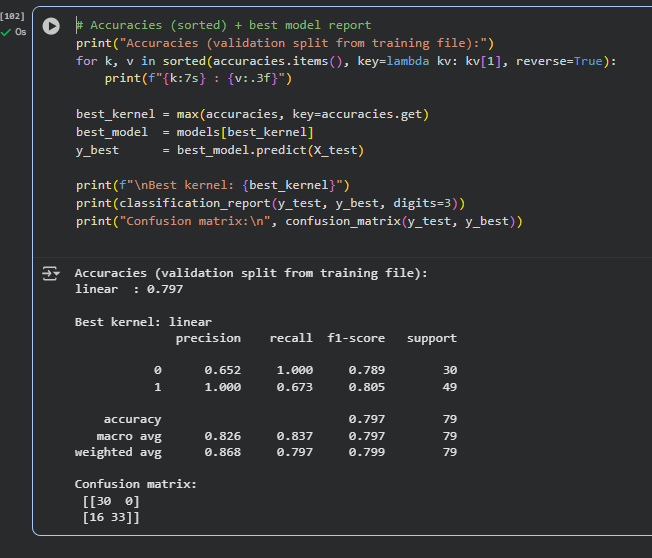 [102]
✓ 0s
# Accuracies (sorted) + best model report
print("Accuracies (validation split from training file):")
for k, v in sorted(accuracies.items(), key=lambda kv: kv[1], reverse=True):
    print(f"{k:7s} : {v:.3f}")

best_kernel = max(accuracies, key=accuracies.get)
best_model  = models[best_kernel]
y_best      = best_model.predict(X_test)

print(f"\nBest kernel: {best_kernel}")
print(classification_report(y_test, y_best, digits=3))
print("Confusion matrix:\n", confusion_matrix(y_test, y_best))

Accuracies (validation split from training file):
linear  : 0.797

Best kernel: linear
              precision    recall  f1-score   support

           0      0.652     1.000     0.789        30
           1      1.000     0.673     0.805        49

    accuracy                          0.797        79
   macro avg      0.826     0.837     0.797        79
weighted avg      0.868     0.797     0.799        79

Confusion matrix:
 [[30  0]
 [16 33]]